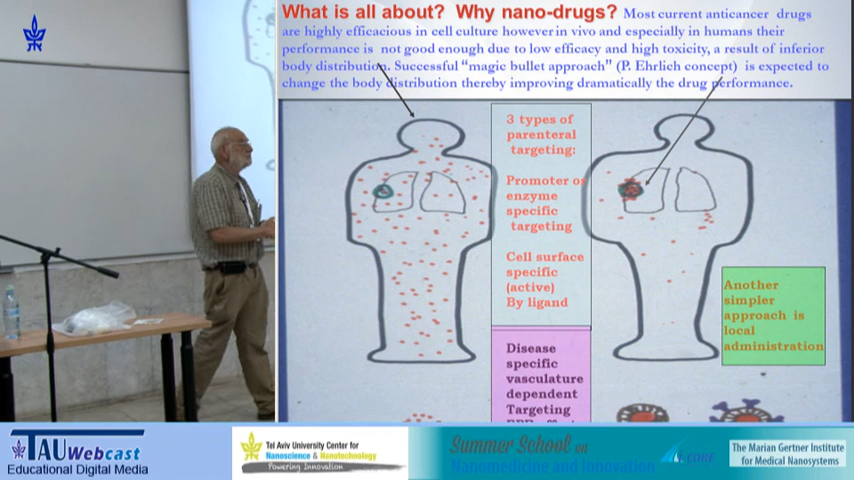 What is all about? Why nano-drugs? Most current anticancer drugs
are highly efficacious in cell culture however in vivo and especially in humans their
performance is not good enough due to low efficacy and high toxicity, a result of inferior
body distribution. Successful “magic bullet approach” (P. Ehrlich concept) is expected to
change the body distribution thereby improving dramatically the drug performance.
3 types of
parenteral
targeting:
Promoter or
enzyme
specific
targeting
Cell surface
specific
(active)
By ligand
Disease
specific
vasculature
dependent
Targeting
Another
simpler
approach is
local
administration
TAU Webcast
Educational Digital Media
Tel Aviv University Center for
Nanoscience & Nanotechnology
Powering Innovation
Summer School on
Nanomedicine and Innovation
I-CORE
The Marian Gertner Institute
for Medical Nanosystems